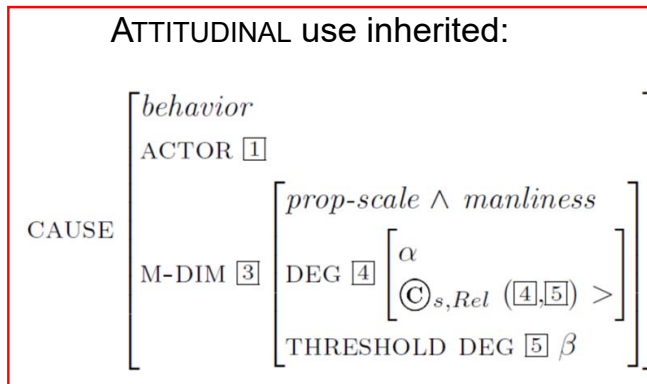 ATTITUDINAL use inherited:
behavior
ACTOR 1
prop-scale ∧ manliness
CAUSE
M-DIM 3 DEG 4 α
Ⓒs,Rel (4,5) >
THRESHOLD DEG 5 β